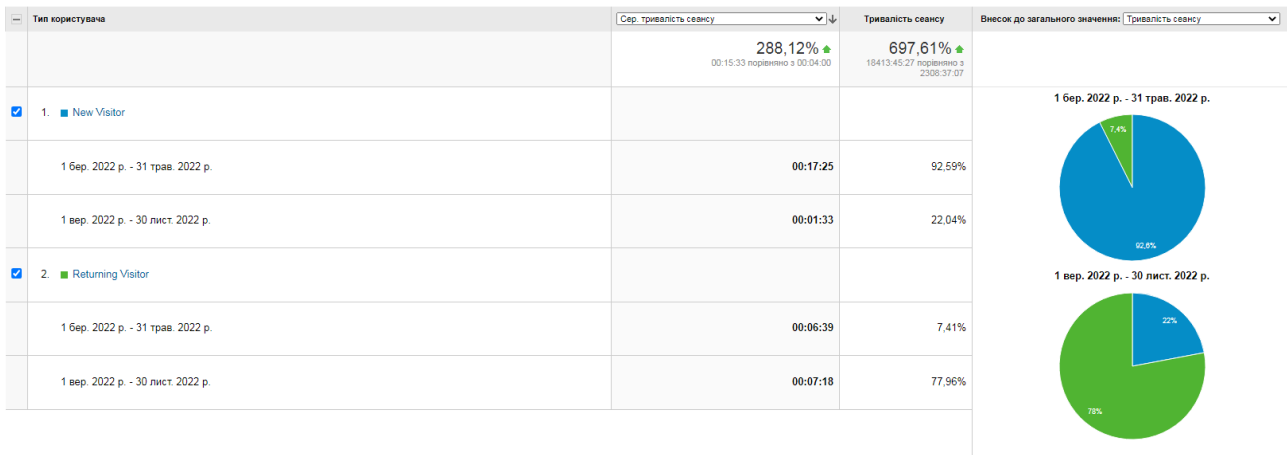 Тип користувача
Сер. тривалість сеансу
Тривалість сеансу
Внесок до загального значення: Тривалість сеансу
288,12%
00:15:33 порівняно з 00:04:00
697,61%
18413:45:27 порівняно з
2308:37:07
1. New Visitor
1 бер. 2022 р. - 31 трав. 2022 р.
00:17:25
92,59%
1 вер. 2022 р. - 30 лист. 2022 р.
00:01:33
22,04%
2. Returning Visitor
1 бер. 2022 р. - 31 трав. 2022 р.
00:06:39
7,41%
1 вер. 2022 р. - 30 лист. 2022 р.
00:07:18
77,96%
1 бер. 2022 р. - 31 трав. 2022 р.
7,4%
92,6%
1 вер. 2022 р. - 30 лист. 2022 р.
22%
78%